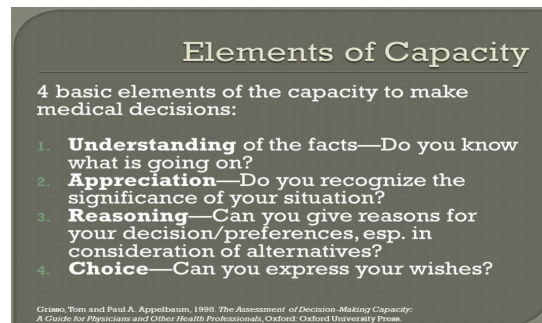 Elements of Capacity
4 basic elements of the capacity to make
medical decisions:
1. Understanding of the facts—Do you know
what is going on?
2. Appreciation—Do you recognize the
significance of your situation?
3. Reasoning—Can you give reasons for
your decision/preferences, esp. in
consideration of alternatives?
4. Choice—Can you express your wishes?
Grisso, Tom and Paul A. Appelbaum, 1998. The Assessment of Decision-Making Capacity:
A Guide for Physicians and Other Health Professionals, Oxford: Oxford University Press.